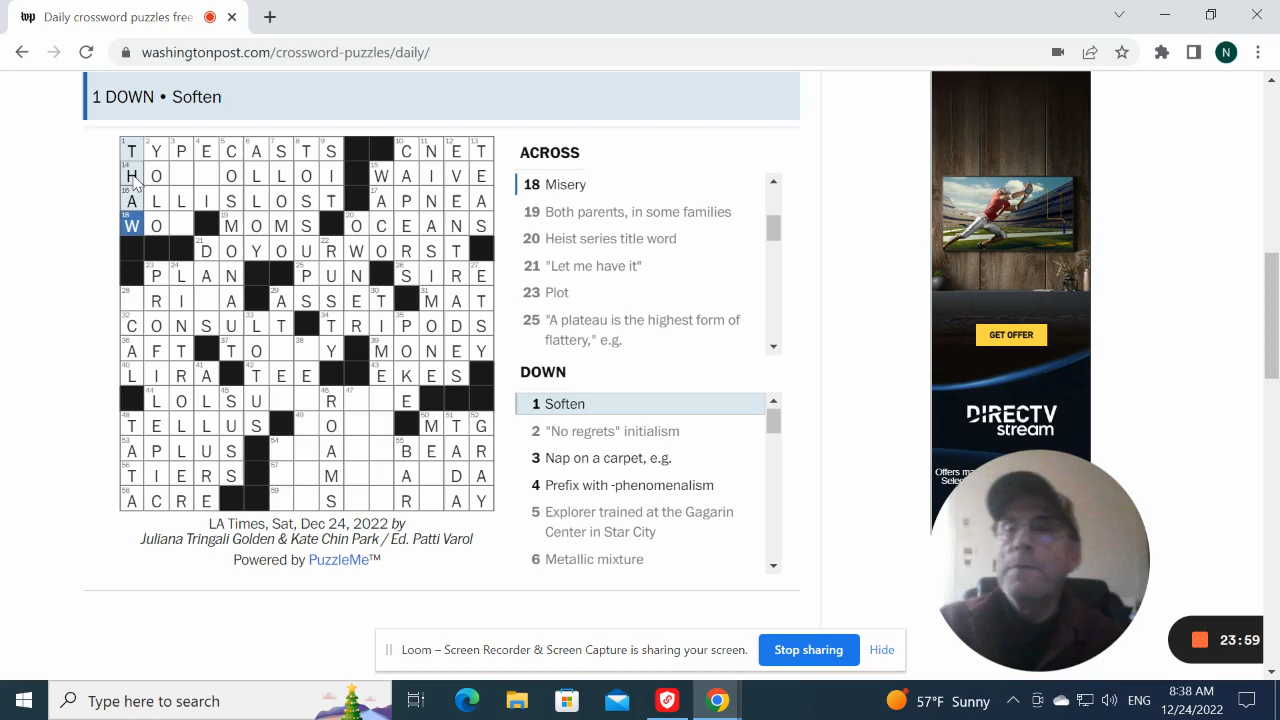 Daily crossword puzzles free
washingtonpost.com/crossword-puzzles/daily/
N
1 DOWN • Soften
T Y P E C A S T S C N E T
H O O L L O I W A I V E
A L L I S L O S T A P N E A
W O M O M S O C E A N S
D O Y O U R W O R S T
P L A N P U N S I R E
R I A A S S E T M A T
C O N S U L T T R I P O D S
A F T T O Y M O N E Y
L I R A T E E E K E S
L O L S U R E
T E L L U S O M T G
A P L U S A B E A R
T I E R S M A D A
A C R E S R A Y
LA Times, Sat, Dec 24, 2022 by
Juliana Tringali Golden & Kate Chin Park / Ed. Patti Varol
Powered by PuzzleMe™
ACROSS
18 Misery
19 Both parents, in some families
20 Heist series title word
21 "Let me have it"
23 Plot
25 "A plateau is the highest form of
flattery," e.g.
DOWN
1 Soften
2 "No regrets" initialism
3 Nap on a carpet, e.g.
4 Prefix with -phenomenalism
5 Explorer trained at the Gagarin
Center in Star City
6 Metallic mixture
GET OFFER
DIRECTV
stream
Offers ma
Selec
23:59
Loom – Screen Recorder & Screen Capture is sharing your screen.
Stop sharing
Hide
Type here to search
57°F Sunny
ENG
8:38 AM
12/24/2022